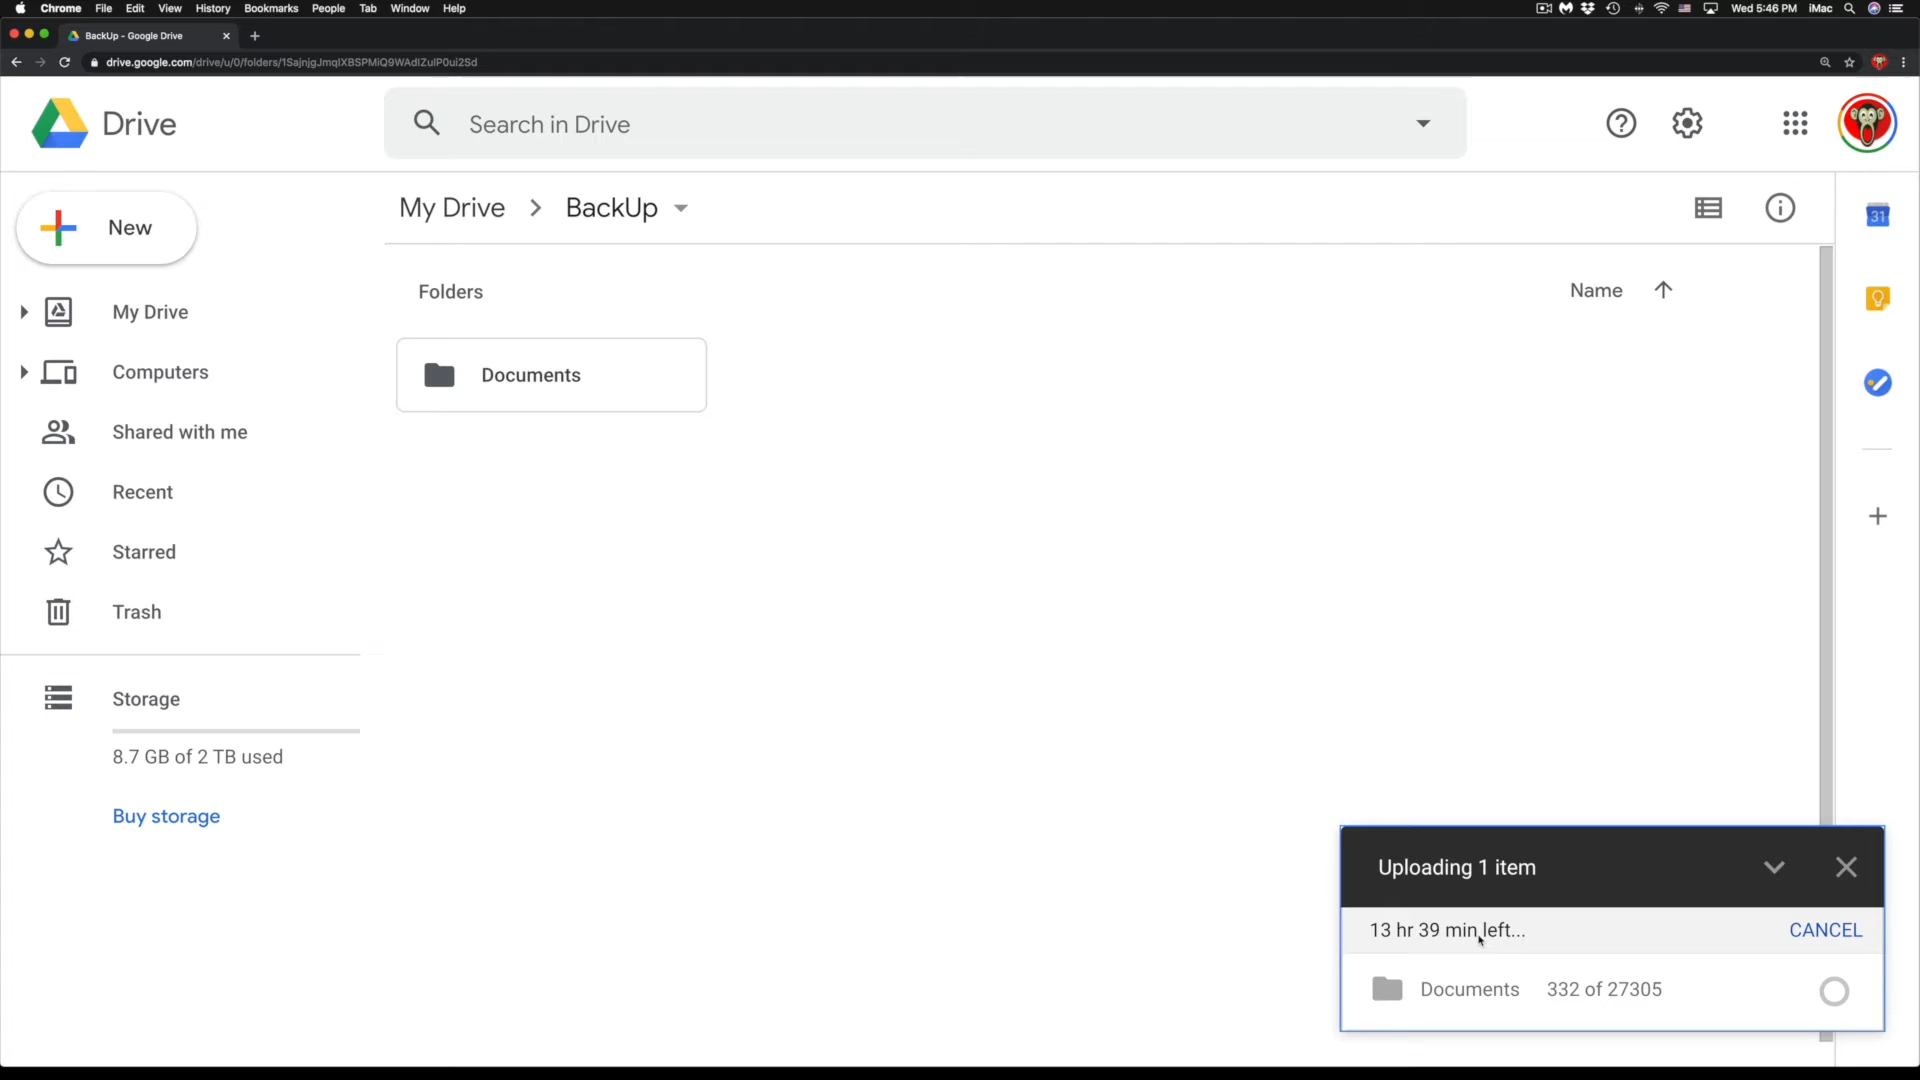 Chrome File Edit View History Bookmarks People Tab Window Help
Wed 5:46 PM iMac
BackUp - Google Drive
drive.google.com/drive/u/0/folders/1SajnjgJmqIXBSPMiQ9WAdIZulP0ui2Sd
Drive
Search in Drive
New
My Drive
Computers
Shared with me
Recent
Starred
Trash
Storage
8.7 GB of 2 TB used
Buy storage
My Drive > BackUp
Folders
Name
Documents
31
Uploading 1 item
13 hr 39 min left...
CANCEL
Documents 332 of 27305